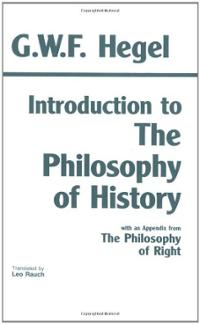 G.W.F. Hegel
Introduction to
The
Philosophy
of History
with an Appendix from
The Philosophy
of Right
Translated by
Leo Rauch